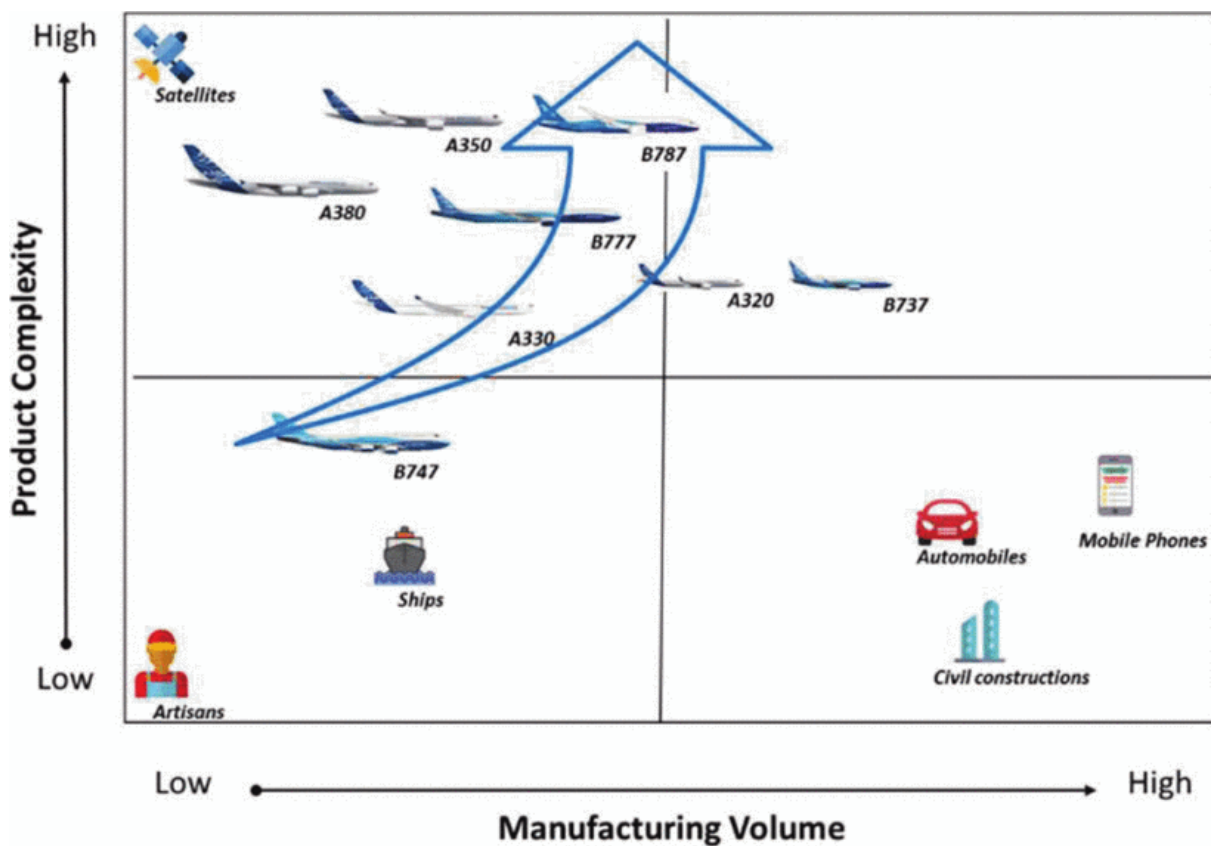 High
Satellites
A350
B787
A380
B777
A320
B737
A330
B747
Mobile Phones
Automobiles
Ships
Civil constructions
Artisans
Low
Product Complexity
Low
High
Manufacturing Volume